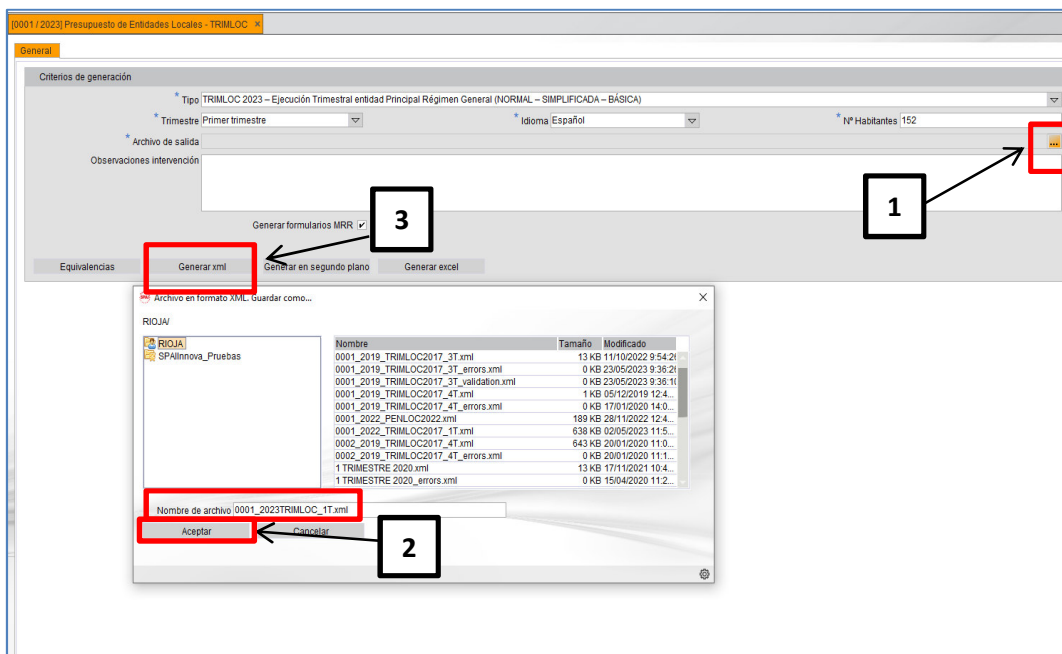 [0001 / 2023] Presupuesto de Entidades Locales - TRIMLOC ×
General
Criterios de generación
* Tipo TRIMLOC 2023 – Ejecución Trimestral entidad Principal Régimen General (NORMAL – SIMPLIFICADA – BÁSICA)
* Trimestre Primer trimestre * Idioma Español * Nº Habitantes 152
* Archivo de salida ...
Observaciones intervención
1
3
Generar formularios MRR
Equivalencias Generar xml Generar en segundo plano Generar excel
Archivo en formato XML. Guardar como...
RIOJA/
RIOJA
SPAIInnova_Pruebas
Nombre Tamaño Modificado
0001_2019_TRIMLOC2017_3T.xml 13 KB 11/10/2022 9:54:2
0001_2019_TRIMLOC2017_3T_errors.xml 0 KB 23/05/2023 9:36:2
0001_2019_TRIMLOC2017_3T_validation.xml 0 KB 23/05/2023 9:36:1
0001_2019_TRIMLOC2017_4T.xml 1 KB 05/12/2019 12:4...
0001_2019_TRIMLOC2017_4T_errors.xml 0 KB 17/01/2020 14:0...
0001_2022_PENLOC2022.xml 189 KB 28/11/2022 12:4...
0001_2022_TRIMLOC2017_1T.xml 638 KB 02/05/2023 11:5...
0002_2019_TRIMLOC2017_4T.xml 643 KB 20/01/2020 11:0...
0002_2019_TRIMLOC2017_4T_errors.xml 0 KB 20/01/2020 11:1...
1 TRIMESTRE 2020.xml 13 KB 17/11/2021 10:4...
1 TRIMESTRE 2020_errors.xml 0 KB 15/04/2020 11:2...
Nombre de archivo 0001_2023TRIMLOC_1T.xml
Aceptar Cancelar
2